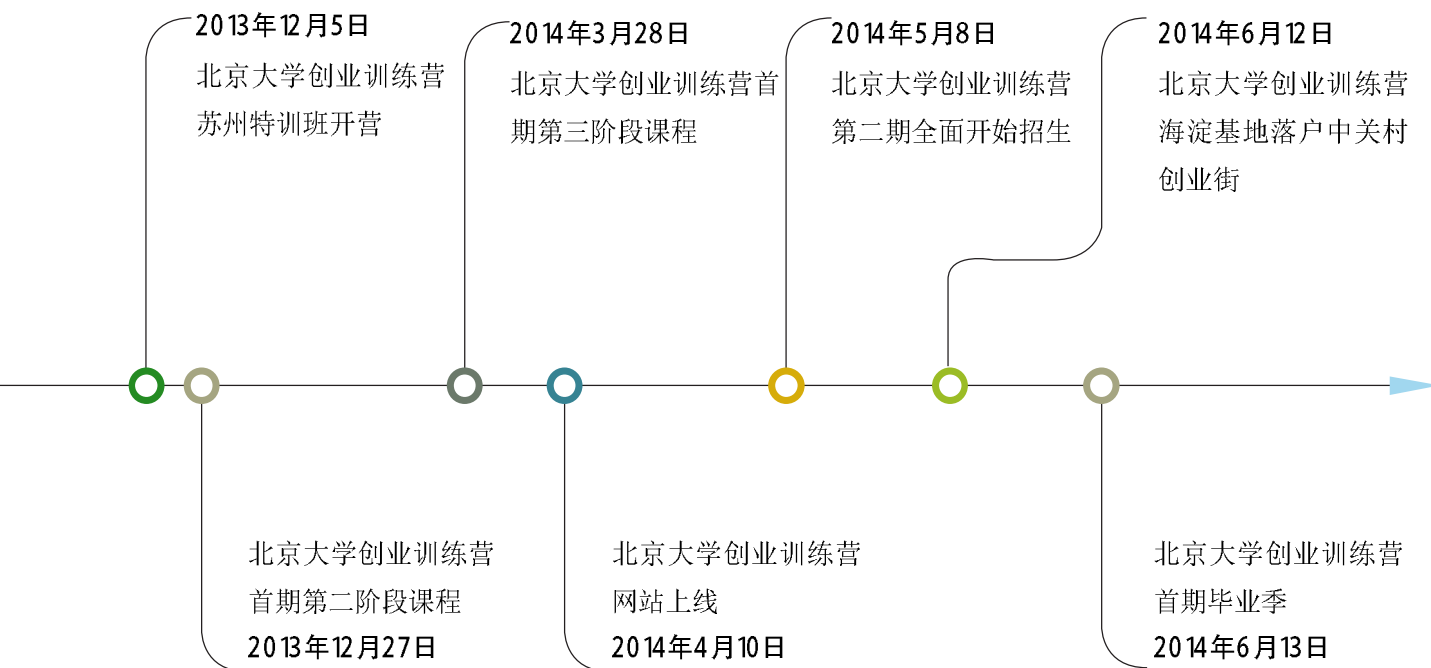 2013年12月5日
北京大学创业训练营
苏州特训班开营
2014年3月28日
北京大学创业训练营首
期第三阶段课程
2014年5月8日
北京大学创业训练营
第二期全面开始招生
2014年6月12日
北京大学创业训练营
海淀基地落户中关村
创业街
北京大学创业训练营
首期第二阶段课程
2013年12月27日
北京大学创业训练营
网站上线
2014年4月10日
北京大学创业训练营
首期毕业季
2014年6月13日